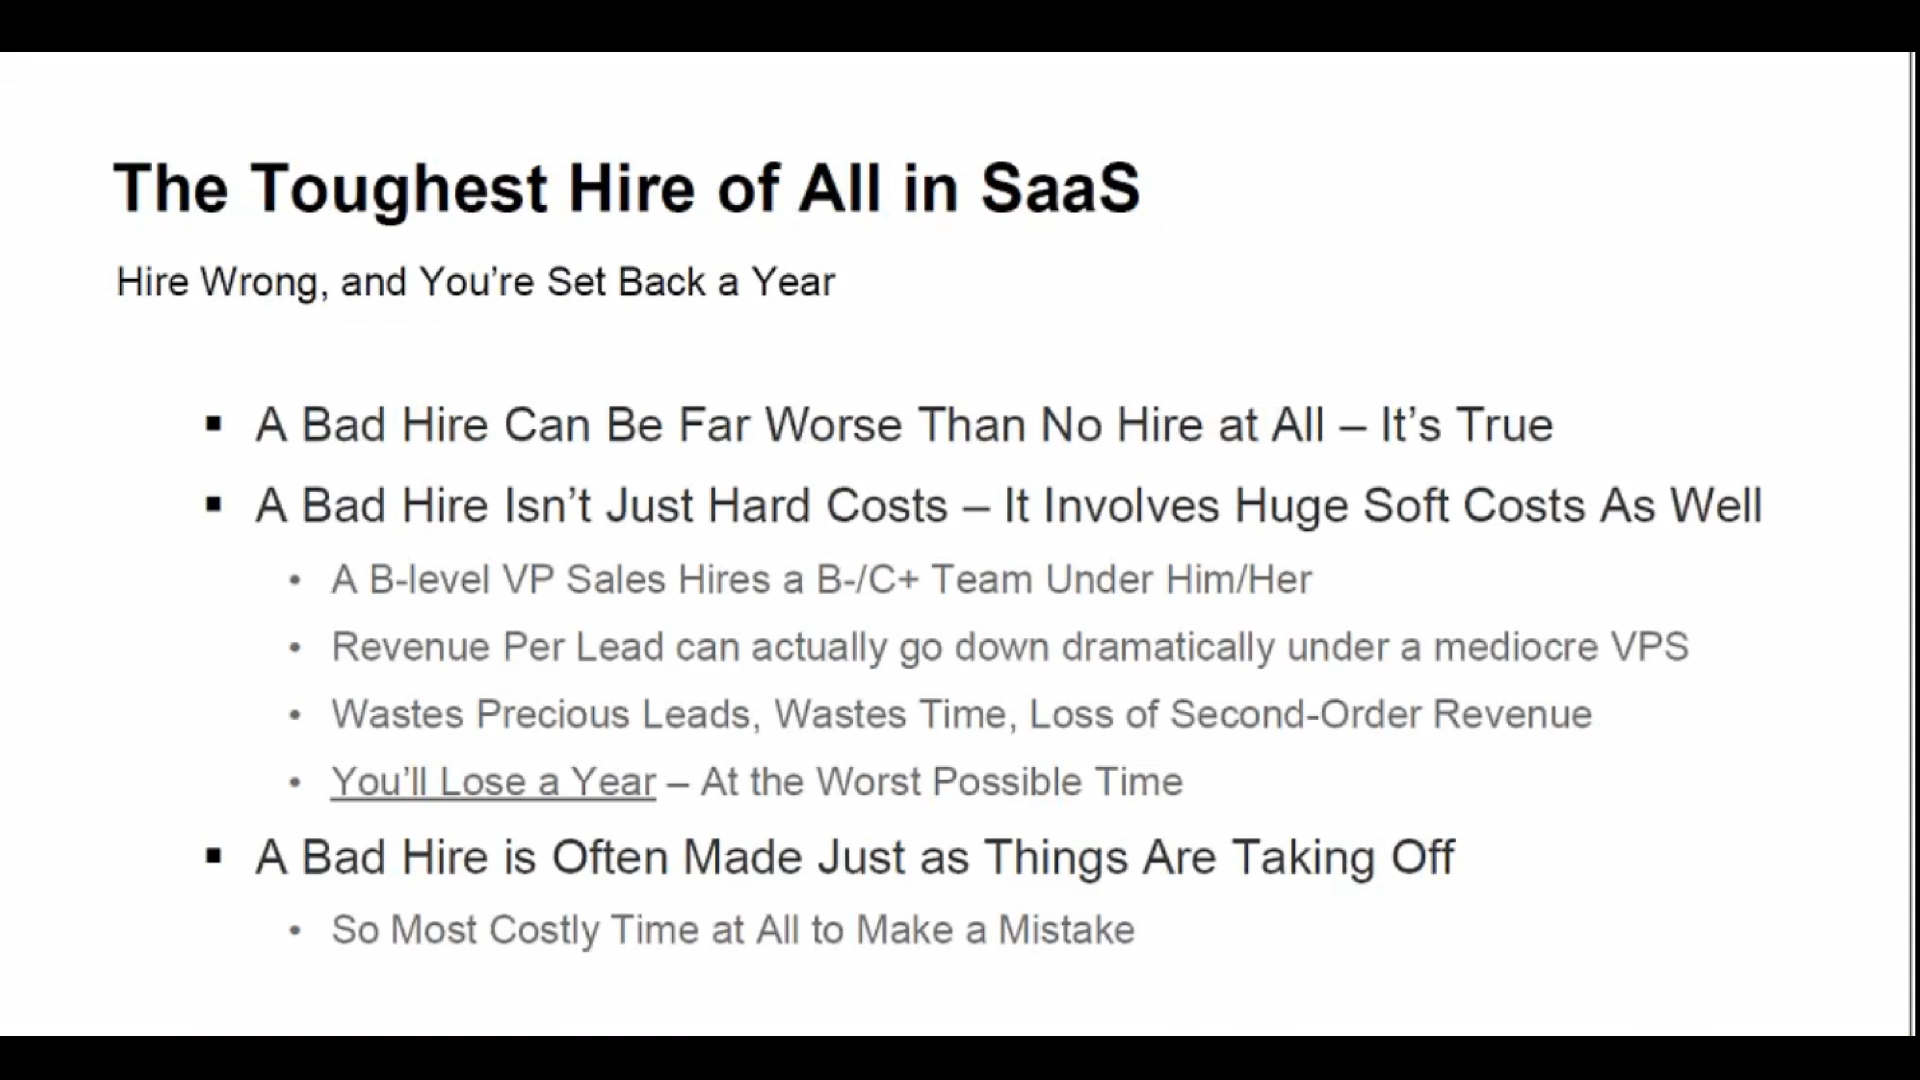 The Toughest Hire of All in SaaS
Hire Wrong, and You're Set Back a Year
▪ A Bad Hire Can Be Far Worse Than No Hire at All – It's True
▪ A Bad Hire Isn't Just Hard Costs – It Involves Huge Soft Costs As Well
• A B-level VP Sales Hires a B-/C+ Team Under Him/Her
• Revenue Per Lead can actually go down dramatically under a mediocre VPS
• Wastes Precious Leads, Wastes Time, Loss of Second-Order Revenue
• You'll Lose a Year – At the Worst Possible Time
▪ A Bad Hire is Often Made Just as Things Are Taking Off
• So Most Costly Time at All to Make a Mistake